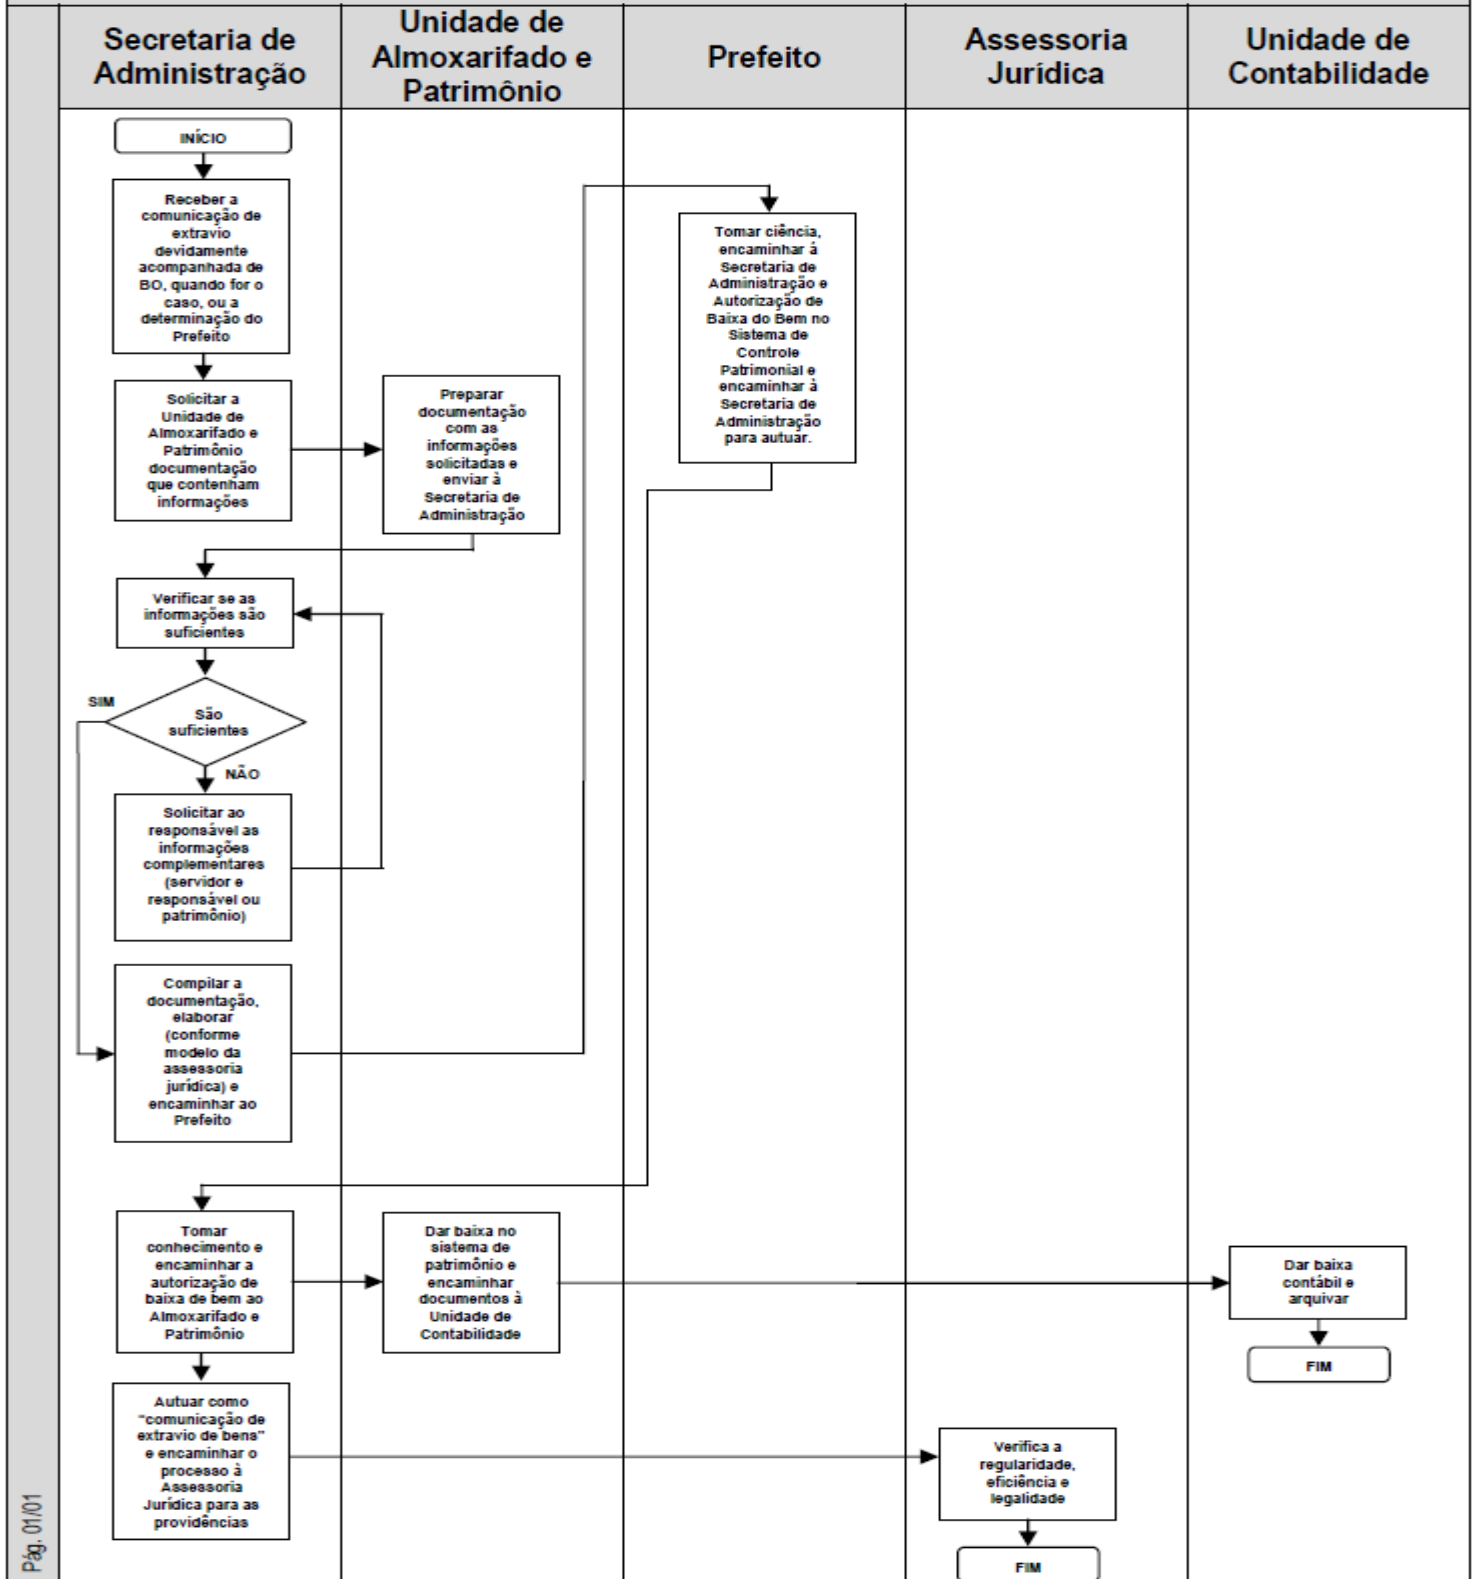 Secretaria de
Administração
Unidade de
Almoxarifado e
Patrimônio
Prefeito
Assessoria
Jurídica
Unidade de
Contabilidade
INÍCIO
Receber a
comunicação de
extravio
devidamente
acompanhada de
BO, quando for o
caso, ou a
determinação do
Prefeito
Tomar ciência,
encaminhar á
Secretaria de
Administração e
Autorização de
Baixa do Bem no
Sistema de
Controle
Patrimonial e
encaminhar à
Secretaria de
Administração
para autuar.
Solicitar a
Unidade de
Almoxarifado e
Patrimônio
documentação
que contenham
informações
Preparar
documentação
com as
informações
solicitadas e
enviar à
Secretaria de
Administração
Verificar se as
informações são
suficientes
SIM
São
suficientes
NÃO
Solicitar ao
responsável as
informações
complementares
(servidor e
responsável ou
patrimônio)
Compilar a
documentação,
elaborar
(conforme
modelo da
assessoria
jurídica) e
encaminhar ao
Prefeito
Tomar
conhecimento e
encaminhar a
autorização de
baixa de bem ao
Almoxarifado e
Patrimônio
Dar baixa no
sistema de
patrimônio e
encaminhar
documentos à
Unidade de
Contabilidade
Dar baixa
contábil e
arquivar
FIM
Autuar como
"comunicação de
extravio de bens"
e encaminhar o
processo à
Assessoria
Jurídica para as
providências
Verifica a
regularidade,
eficiência e
legalidade
FIM
Pág. 01/01